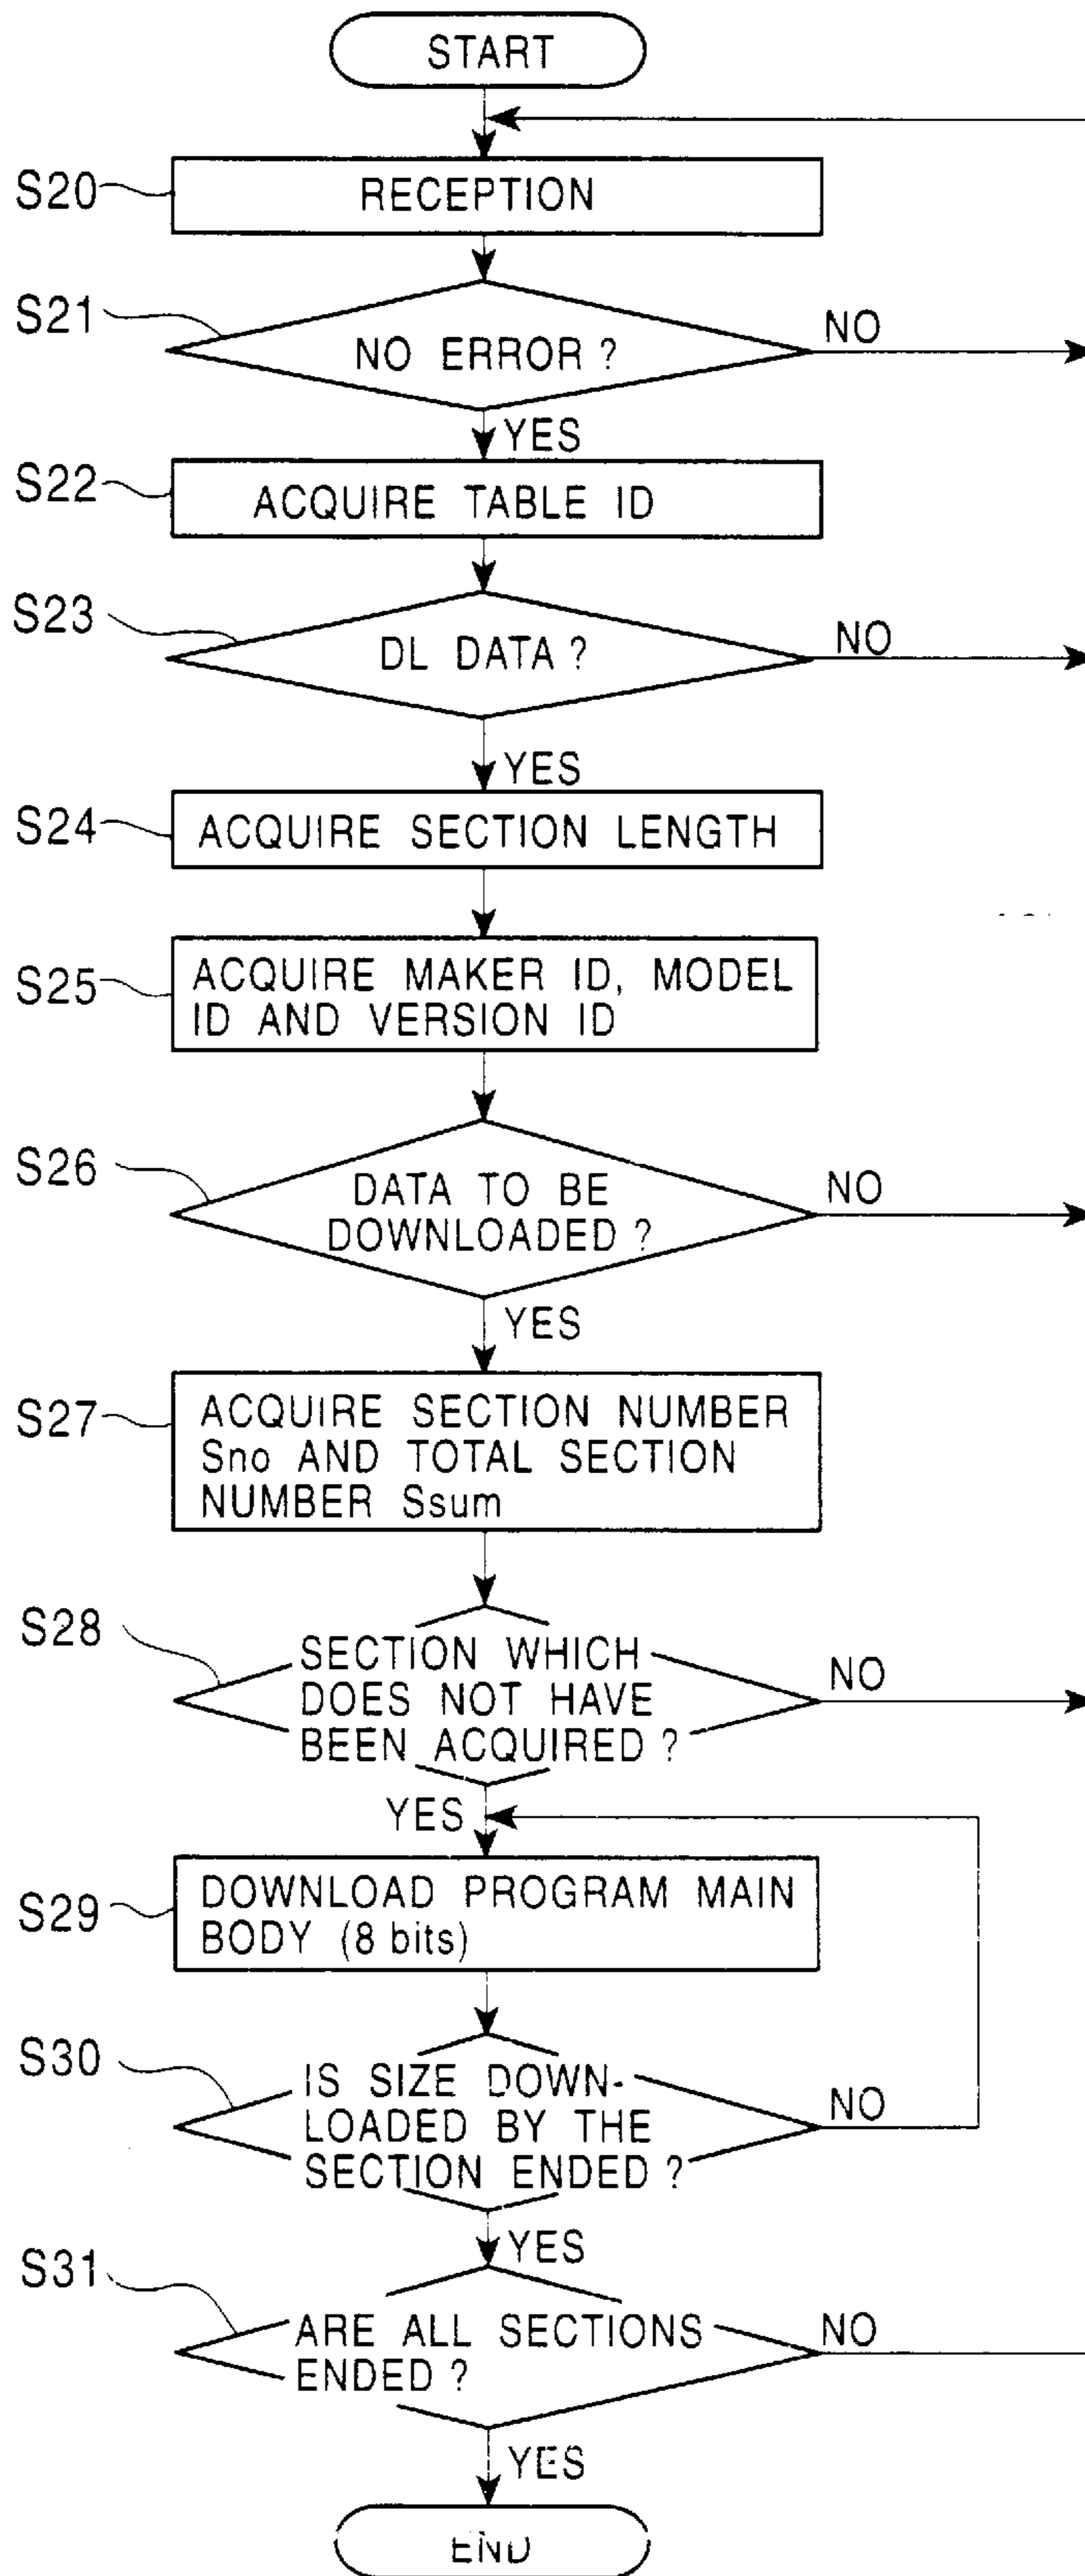 START
S20
RECEPTION
S21
NO ERROR ?
NO
YES
S22
ACQUIRE TABLE ID
S23
DL DATA ?
NO
YES
S24
ACQUIRE SECTION LENGTH
S25
ACQUIRE MAKER ID, MODEL
ID AND VERSION ID
S26
DATA TO BE
DOWNLOADED ?
NO
YES
S27
ACQUIRE SECTION NUMBER
Sno AND TOTAL SECTION
NUMBER Ssum
S28
SECTION WHICH
DOES NOT HAVE
BEEN ACQUIRED ?
NO
YES
S29
DOWNLOAD PROGRAM MAIN
BODY (8 bits)
S30
IS SIZE DOWN-
LOADED BY THE
SECTION ENDED ?
NO
YES
S31
ARE ALL SECTIONS
ENDED ?
NO
YES
END